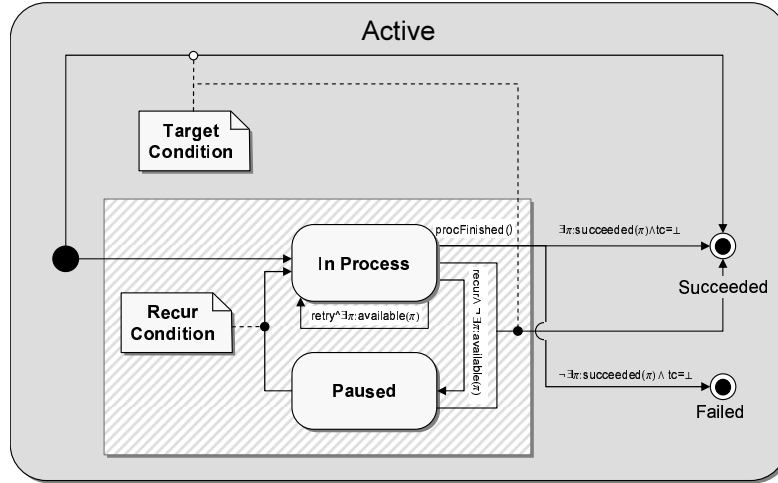 Active
Target
Condition
procFinished()
∃π:succeeded(π)∧tc=⊥
In Process
Succeeded
Recur
Condition
retry^∃π:available(π)
recur∧ ¬ ∃π:available(π)
Paused
¬ ∃π:succeeded(π) ∧ tc=⊥
Failed